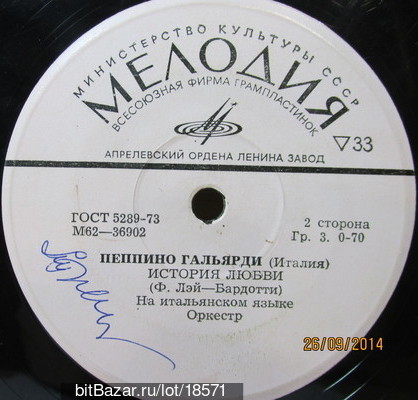 МИНИСТЕРСТВО КУЛЬТУРЫ СССР
МЕЛОДИЯ
ВСЕСОЮЗНАЯ ФИРМА ГРАМПЛАСТИНОК
▽33
АПРЕЛЕВСКИЙ ОРДЕНА ЛЕНИНА ЗАВОД
ГОСТ 5289-73
М62—36902
2 сторона
Гр. 3. 0-70
ПЕППИНО ГАЛЬЯРДИ (Италия)
ИСТОРИЯ ЛЮБВИ
(Ф. Лэй—Бардотти)
На итальянском языке
Оркестр
26/09/2014
bitBazar.ru/lot/18571